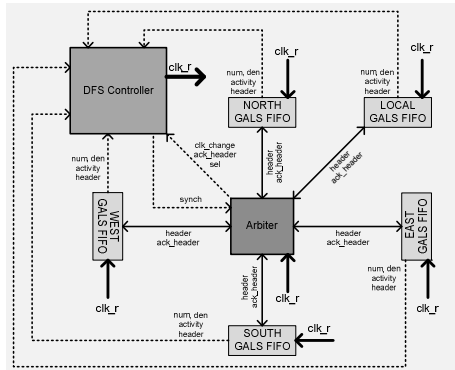 clk_r
DFS Controller
clk_r
clk_r
num, den
activity
header
num, den
activity
header
NORTH
GALS FIFO
LOCAL
GALS FIFO
num, den
activity
header
clk_change
ack_header
sel
header
ack_header
header
ack_header
synch
WEST
GALS FIFO
header
ack_header
Arbiter
header
ack_header
EAST
GALS FIFO
header
ack_header
clk_r
num, den
activity
header
clk_r
clk_r
num, den
activity
header
SOUTH
GALS FIFO
clk_r